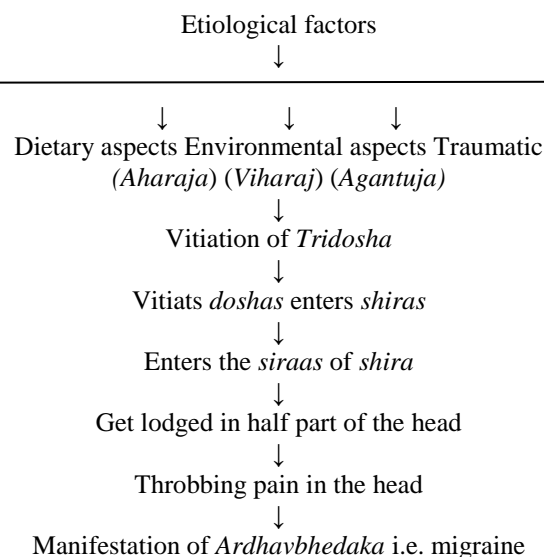 Etiological factors
↓
↓ ↓ ↓
Dietary aspects Environmental aspects Traumatic
(Aharaja) (Viharaj) (Agantuja)
↓
Vitiation of Tridosha
↓
Vitiats doshas enters shiras
↓
Enters the siraas of shira
↓
Get lodged in half part of the head
↓
Throbbing pain in the head
↓
Manifestation of Ardhavbhedaka i.e. migraine